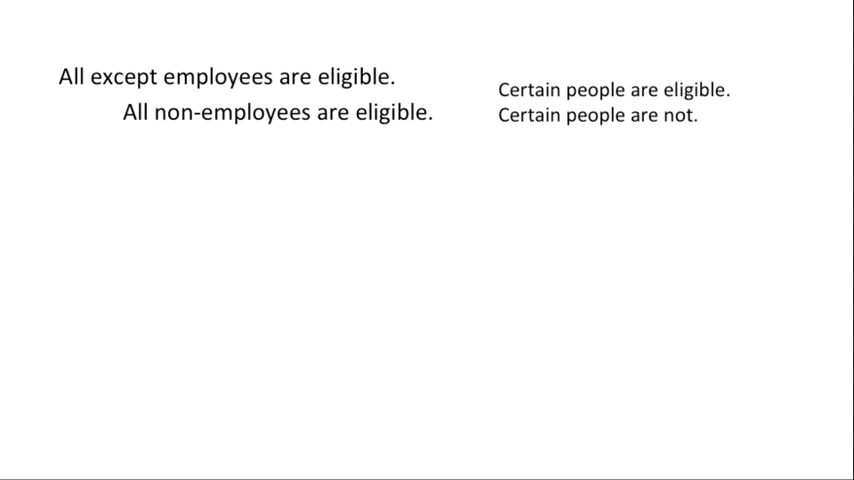 All except employees are eligible.
All non-employees are eligible.
Certain people are eligible.
Certain people are not.